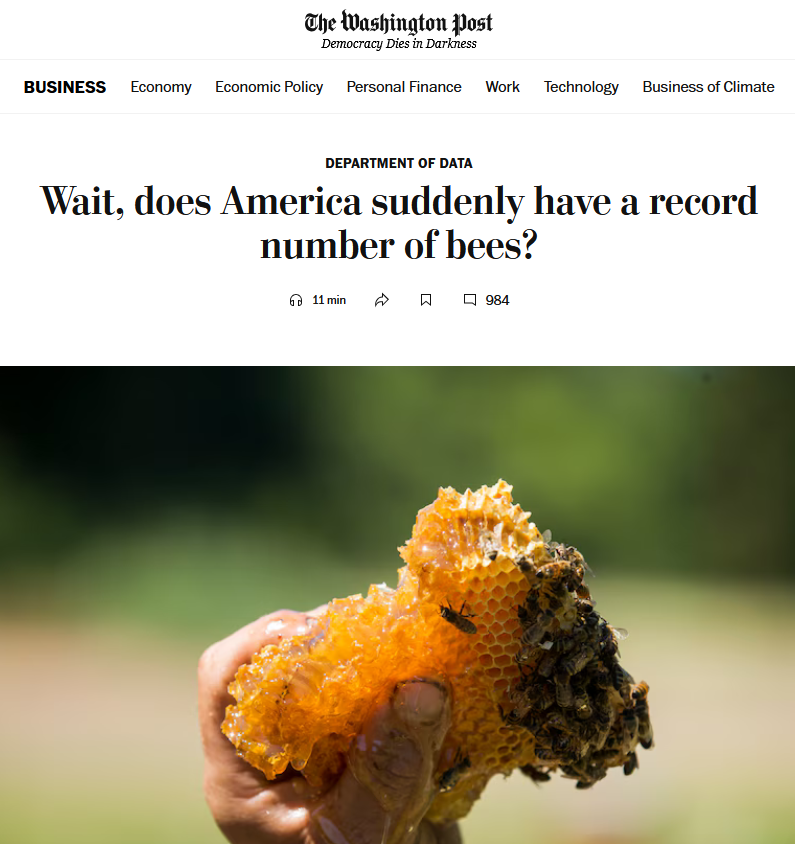 The Washington Post
Democracy Dies in Darkness
BUSINESS Economy Economic Policy Personal Finance Work Technology Business of Climate
DEPARTMENT OF DATA
Wait, does America suddenly have a record
number of bees?
11 min 984